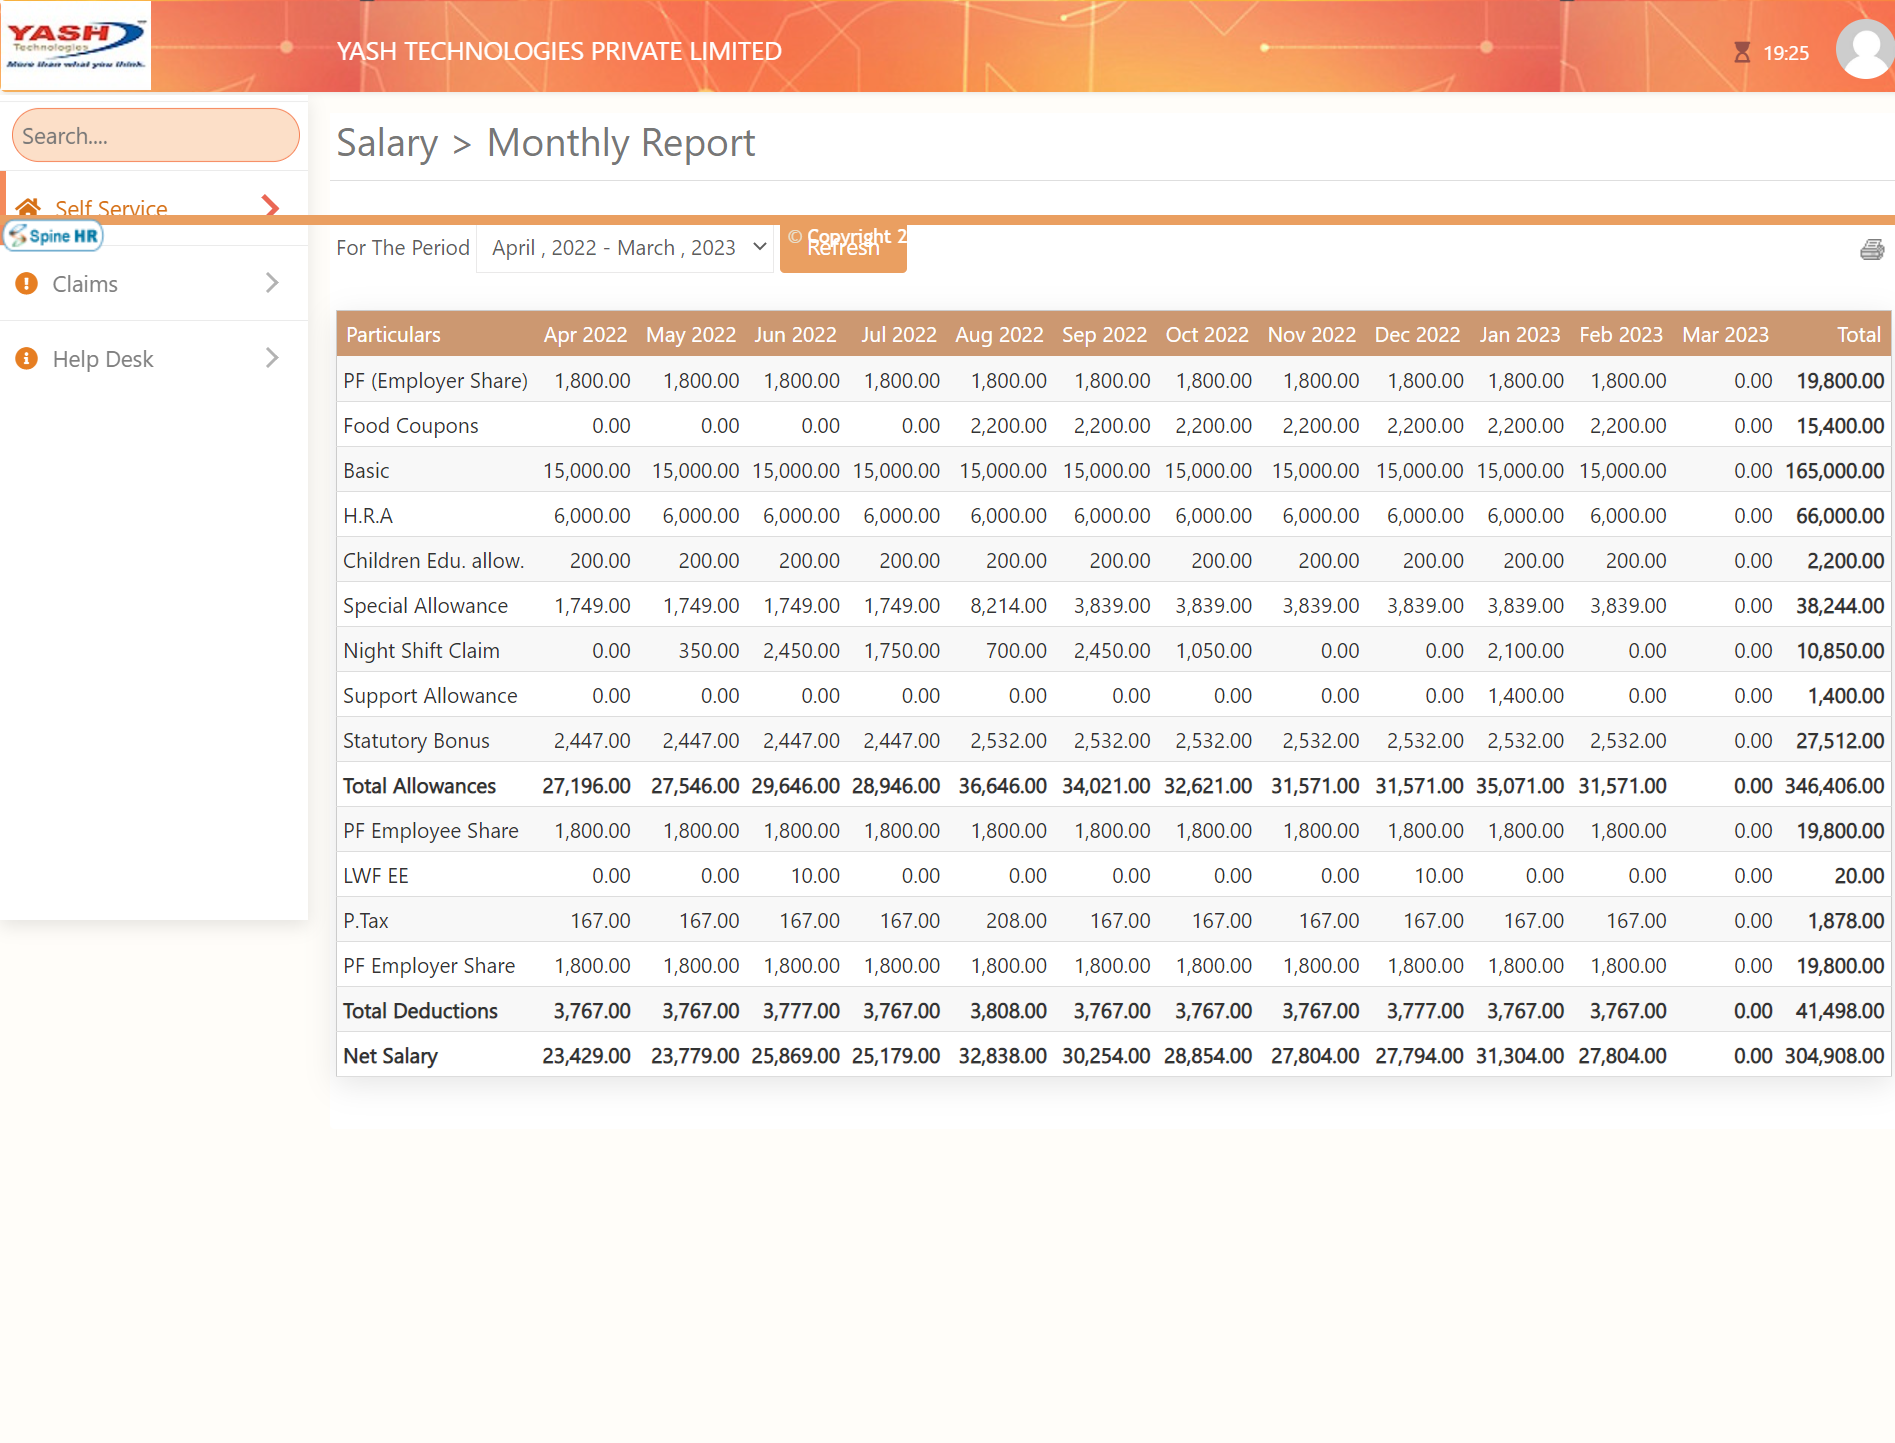 YASH
Technologies
More than what you think.
YASH TECHNOLOGIES PRIVATE LIMITED
19:25
Search....
Salary > Monthly Report
Self Service
Spine HR
For The Period April , 2022 - March , 2023 Refresh
© Copyright 2
Claims
Help Desk
Particulars Apr 2022 May 2022 Jun 2022 Jul 2022 Aug 2022 Sep 2022 Oct 2022 Nov 2022 Dec 2022 Jan 2023 Feb 2023 Mar 2023 Total
PF (Employer Share) 1,800.00 1,800.00 1,800.00 1,800.00 1,800.00 1,800.00 1,800.00 1,800.00 1,800.00 1,800.00 1,800.00 0.00 19,800.00
Food Coupons 0.00 0.00 0.00 0.00 2,200.00 2,200.00 2,200.00 2,200.00 2,200.00 2,200.00 2,200.00 0.00 15,400.00
Basic 15,000.00 15,000.00 15,000.00 15,000.00 15,000.00 15,000.00 15,000.00 15,000.00 15,000.00 15,000.00 15,000.00 0.00 165,000.00
H.R.A 6,000.00 6,000.00 6,000.00 6,000.00 6,000.00 6,000.00 6,000.00 6,000.00 6,000.00 6,000.00 6,000.00 0.00 66,000.00
Children Edu. allow. 200.00 200.00 200.00 200.00 200.00 200.00 200.00 200.00 200.00 200.00 200.00 0.00 2,200.00
Special Allowance 1,749.00 1,749.00 1,749.00 1,749.00 8,214.00 3,839.00 3,839.00 3,839.00 3,839.00 3,839.00 3,839.00 0.00 38,244.00
Night Shift Claim 0.00 350.00 2,450.00 1,750.00 700.00 2,450.00 1,050.00 0.00 0.00 2,100.00 0.00 0.00 10,850.00
Support Allowance 0.00 0.00 0.00 0.00 0.00 0.00 0.00 0.00 0.00 1,400.00 0.00 0.00 1,400.00
Statutory Bonus 2,447.00 2,447.00 2,447.00 2,447.00 2,532.00 2,532.00 2,532.00 2,532.00 2,532.00 2,532.00 2,532.00 0.00 27,512.00
Total Allowances 27,196.00 27,546.00 29,646.00 28,946.00 36,646.00 34,021.00 32,621.00 31,571.00 31,571.00 35,071.00 31,571.00 0.00 346,406.00
PF Employee Share 1,800.00 1,800.00 1,800.00 1,800.00 1,800.00 1,800.00 1,800.00 1,800.00 1,800.00 1,800.00 1,800.00 0.00 19,800.00
LWF EE 0.00 0.00 10.00 0.00 0.00 0.00 0.00 0.00 10.00 0.00 0.00 0.00 20.00
P.Tax 167.00 167.00 167.00 167.00 208.00 167.00 167.00 167.00 167.00 167.00 167.00 0.00 1,878.00
PF Employer Share 1,800.00 1,800.00 1,800.00 1,800.00 1,800.00 1,800.00 1,800.00 1,800.00 1,800.00 1,800.00 1,800.00 0.00 19,800.00
Total Deductions 3,767.00 3,767.00 3,777.00 3,767.00 3,808.00 3,767.00 3,767.00 3,767.00 3,777.00 3,767.00 3,767.00 0.00 41,498.00
Net Salary 23,429.00 23,779.00 25,869.00 25,179.00 32,838.00 30,254.00 28,854.00 27,804.00 27,794.00 31,304.00 27,804.00 0.00 304,908.00